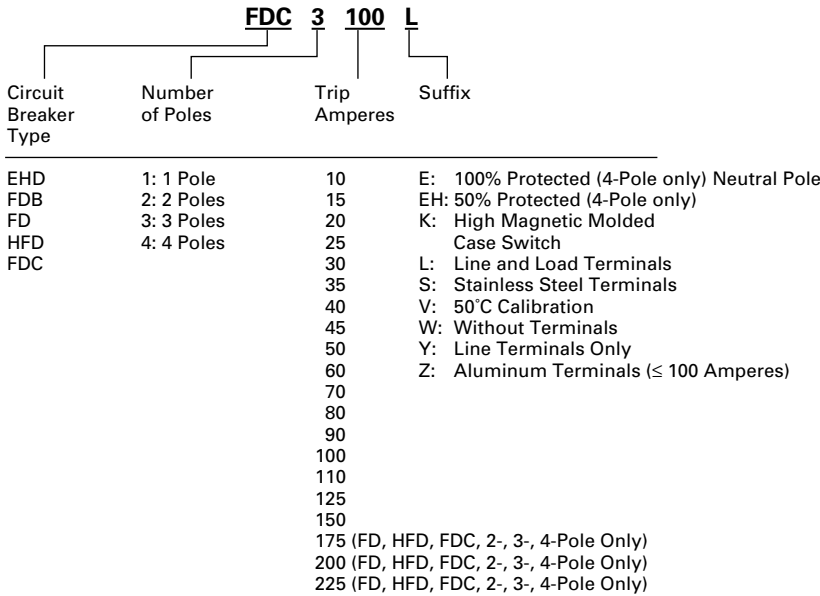 FDC 3 100 L
Circuit Breaker Type
Number of Poles
Trip Amperes
Suffix
EHD
FDB
FD
HFD
FDC
1: 1 Pole
2: 2 Poles
3: 3 Poles
4: 4 Poles
10
15
20
25
30
35
40
45
50
60
70
80
90
100
110
125
150
175 (FD, HFD, FDC, 2-, 3-, 4-Pole Only)
200 (FD, HFD, FDC, 2-, 3-, 4-Pole Only)
225 (FD, HFD, FDC, 2-, 3-, 4-Pole Only)
E: 100% Protected (4-Pole only) Neutral Pole
EH: 50% Protected (4-Pole only)
K: High Magnetic Molded
Case Switch
L: Line and Load Terminals
S: Stainless Steel Terminals
V: 50˚C Calibration
W: Without Terminals
Y: Line Terminals Only
Z: Aluminum Terminals (≤ 100 Amperes)